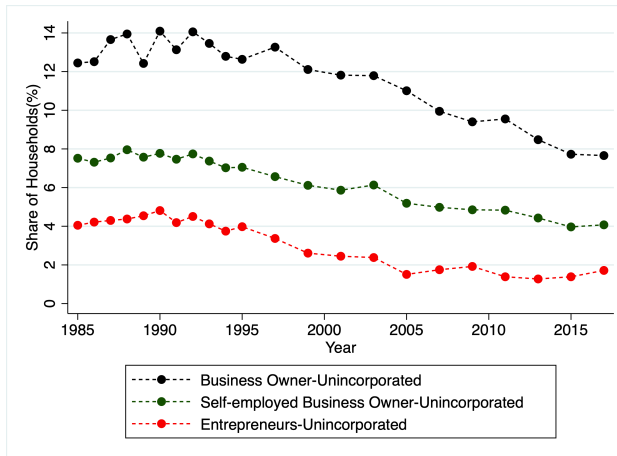 Share of Households(%)
14
12
10
8
6
4
2
0
1985 1990 1995 2000 2005 2010 2015
Year
Business Owner-Unincorporated
Self-employed Business Owner-Unincorporated
Entrepreneurs-Unincorporated